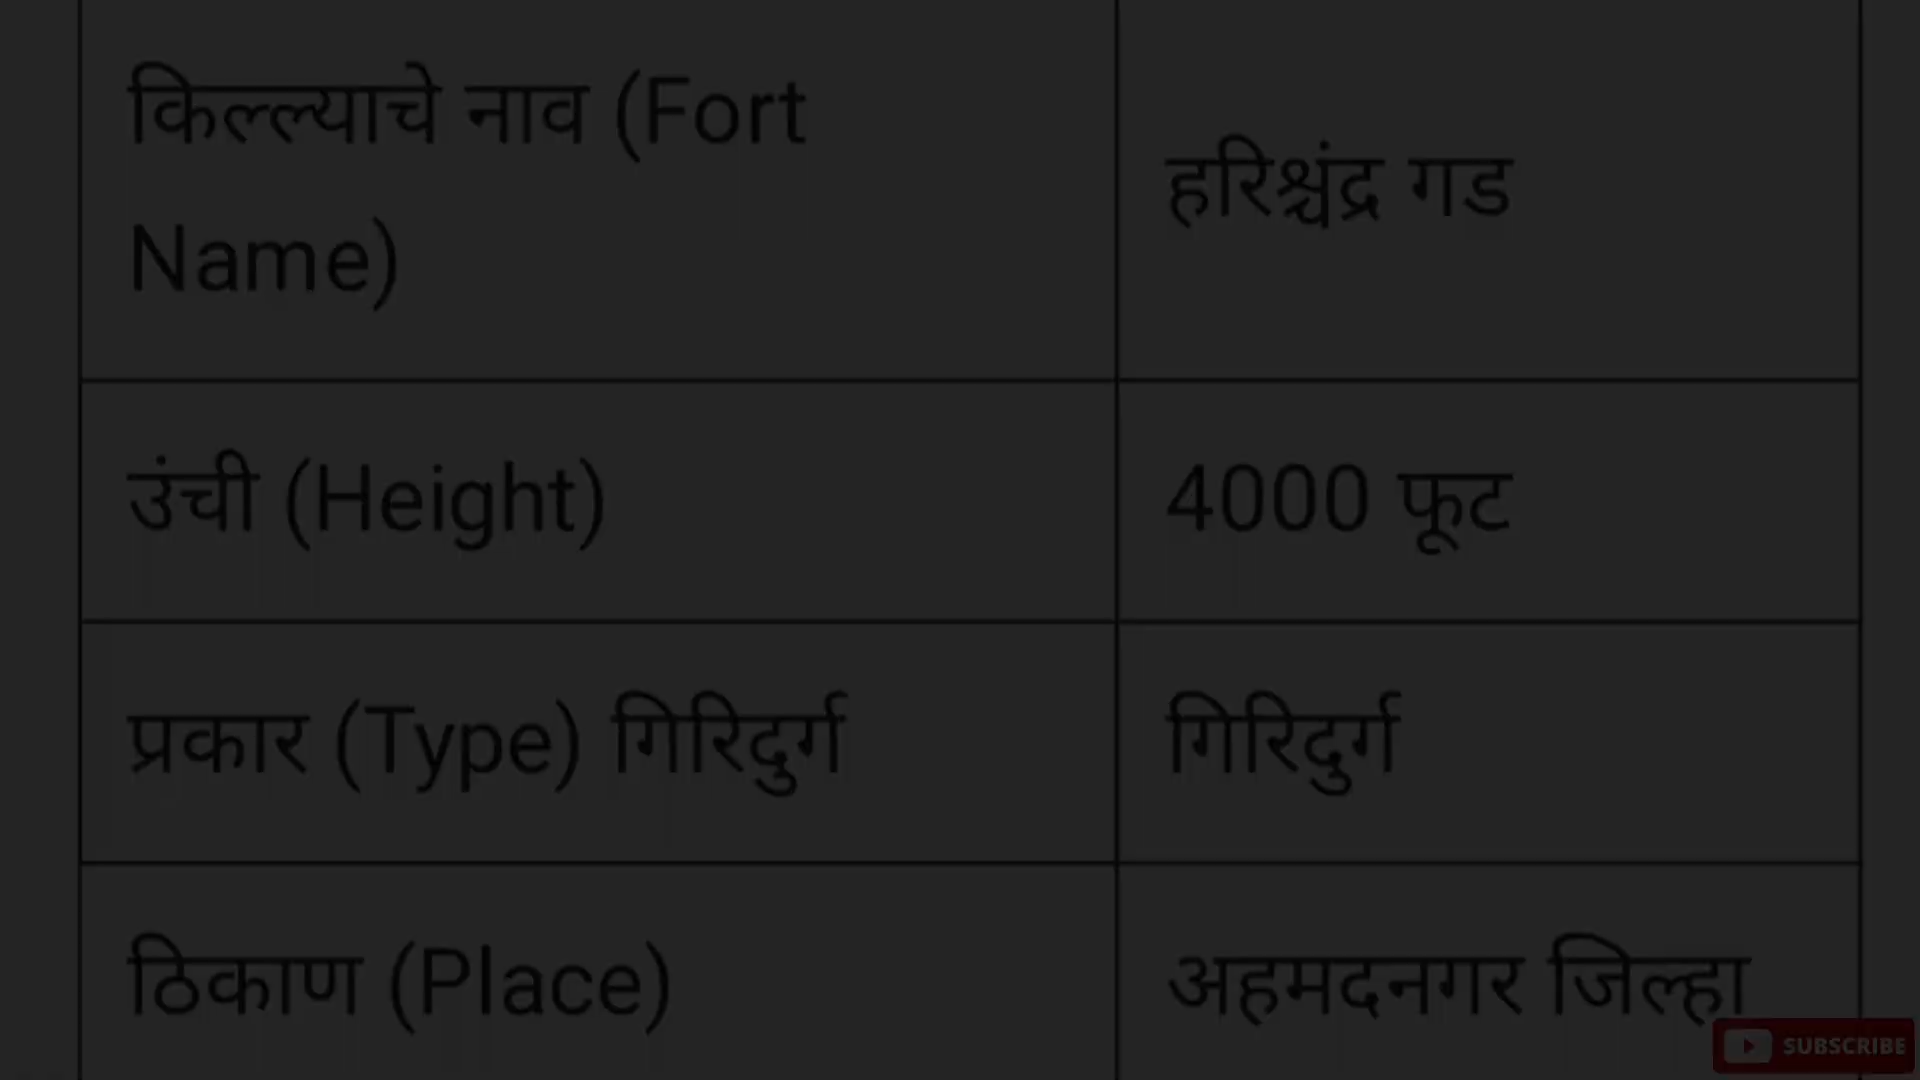 किल्ल्याचे नाव (Fort
Name)
हरिश्चंद्र गड
उंची (Height)
4000 फूट
प्रकार (Type) गिरिदुर्ग
गिरिदुर्ग
ठिकाण (Place)
अहमदनगर जिल्हा
SUBSCRIBE